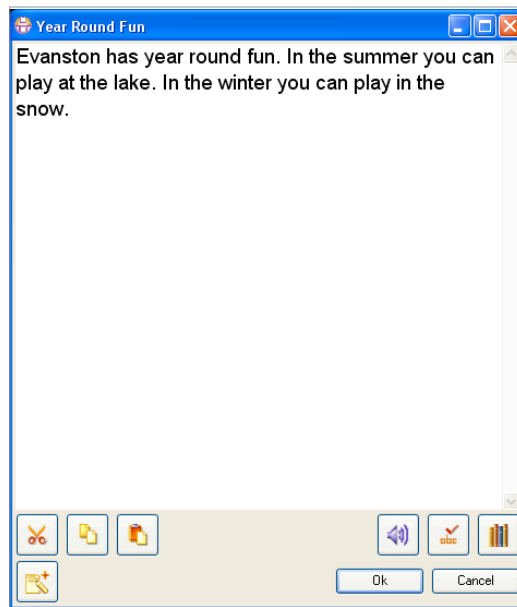 Year Round Fun
Evanston has year round fun. In the summer you can
play at the lake. In the winter you can play in the
snow.
abc
Ok
Cancel